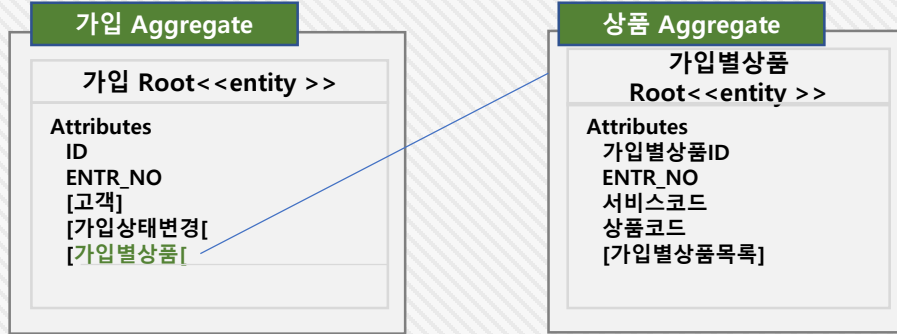 가입 Aggregate
가입 Root<<entity >>
Attributes
ID
ENTR_NO
[고객]
[가입상태변경[
[가입별상품[
상품 Aggregate
가입별상품
Root<<entity >>
Attributes
가입별상품ID
ENTR_NO
서비스코드
상품코드
[가입별상품목록]